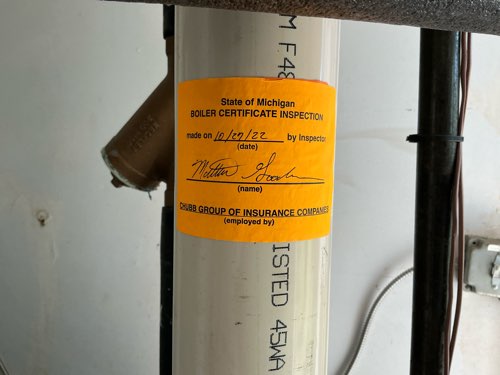 M F48
State of Michigan
BOILER CERTIFICATE INSPECTION
made on 10/27/22 by Inspector
(date)
(name)
CHUBB GROUP OF INSURANCE COMPANIES
(employed by)
ISTED 45WA